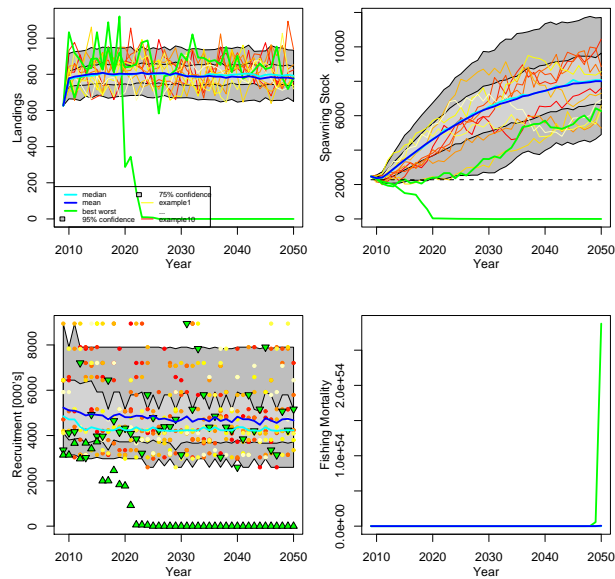 Landings
0 200 400 600 800 1000
2010 2020 2030 2040 2050
Year
median
mean
best worst
95% confidence
75% confidence
example1
...
example10
Spawning Stock
0 2000 6000 10000
2010 2020 2030 2040 2050
Year
Recruitment [000's]
0 2000 4000 6000 8000
2010 2020 2030 2040 2050
Year
Fishing Mortality
0.0e+00 1.0e+54 2.0e+54
2010 2020 2030 2040 2050
Year